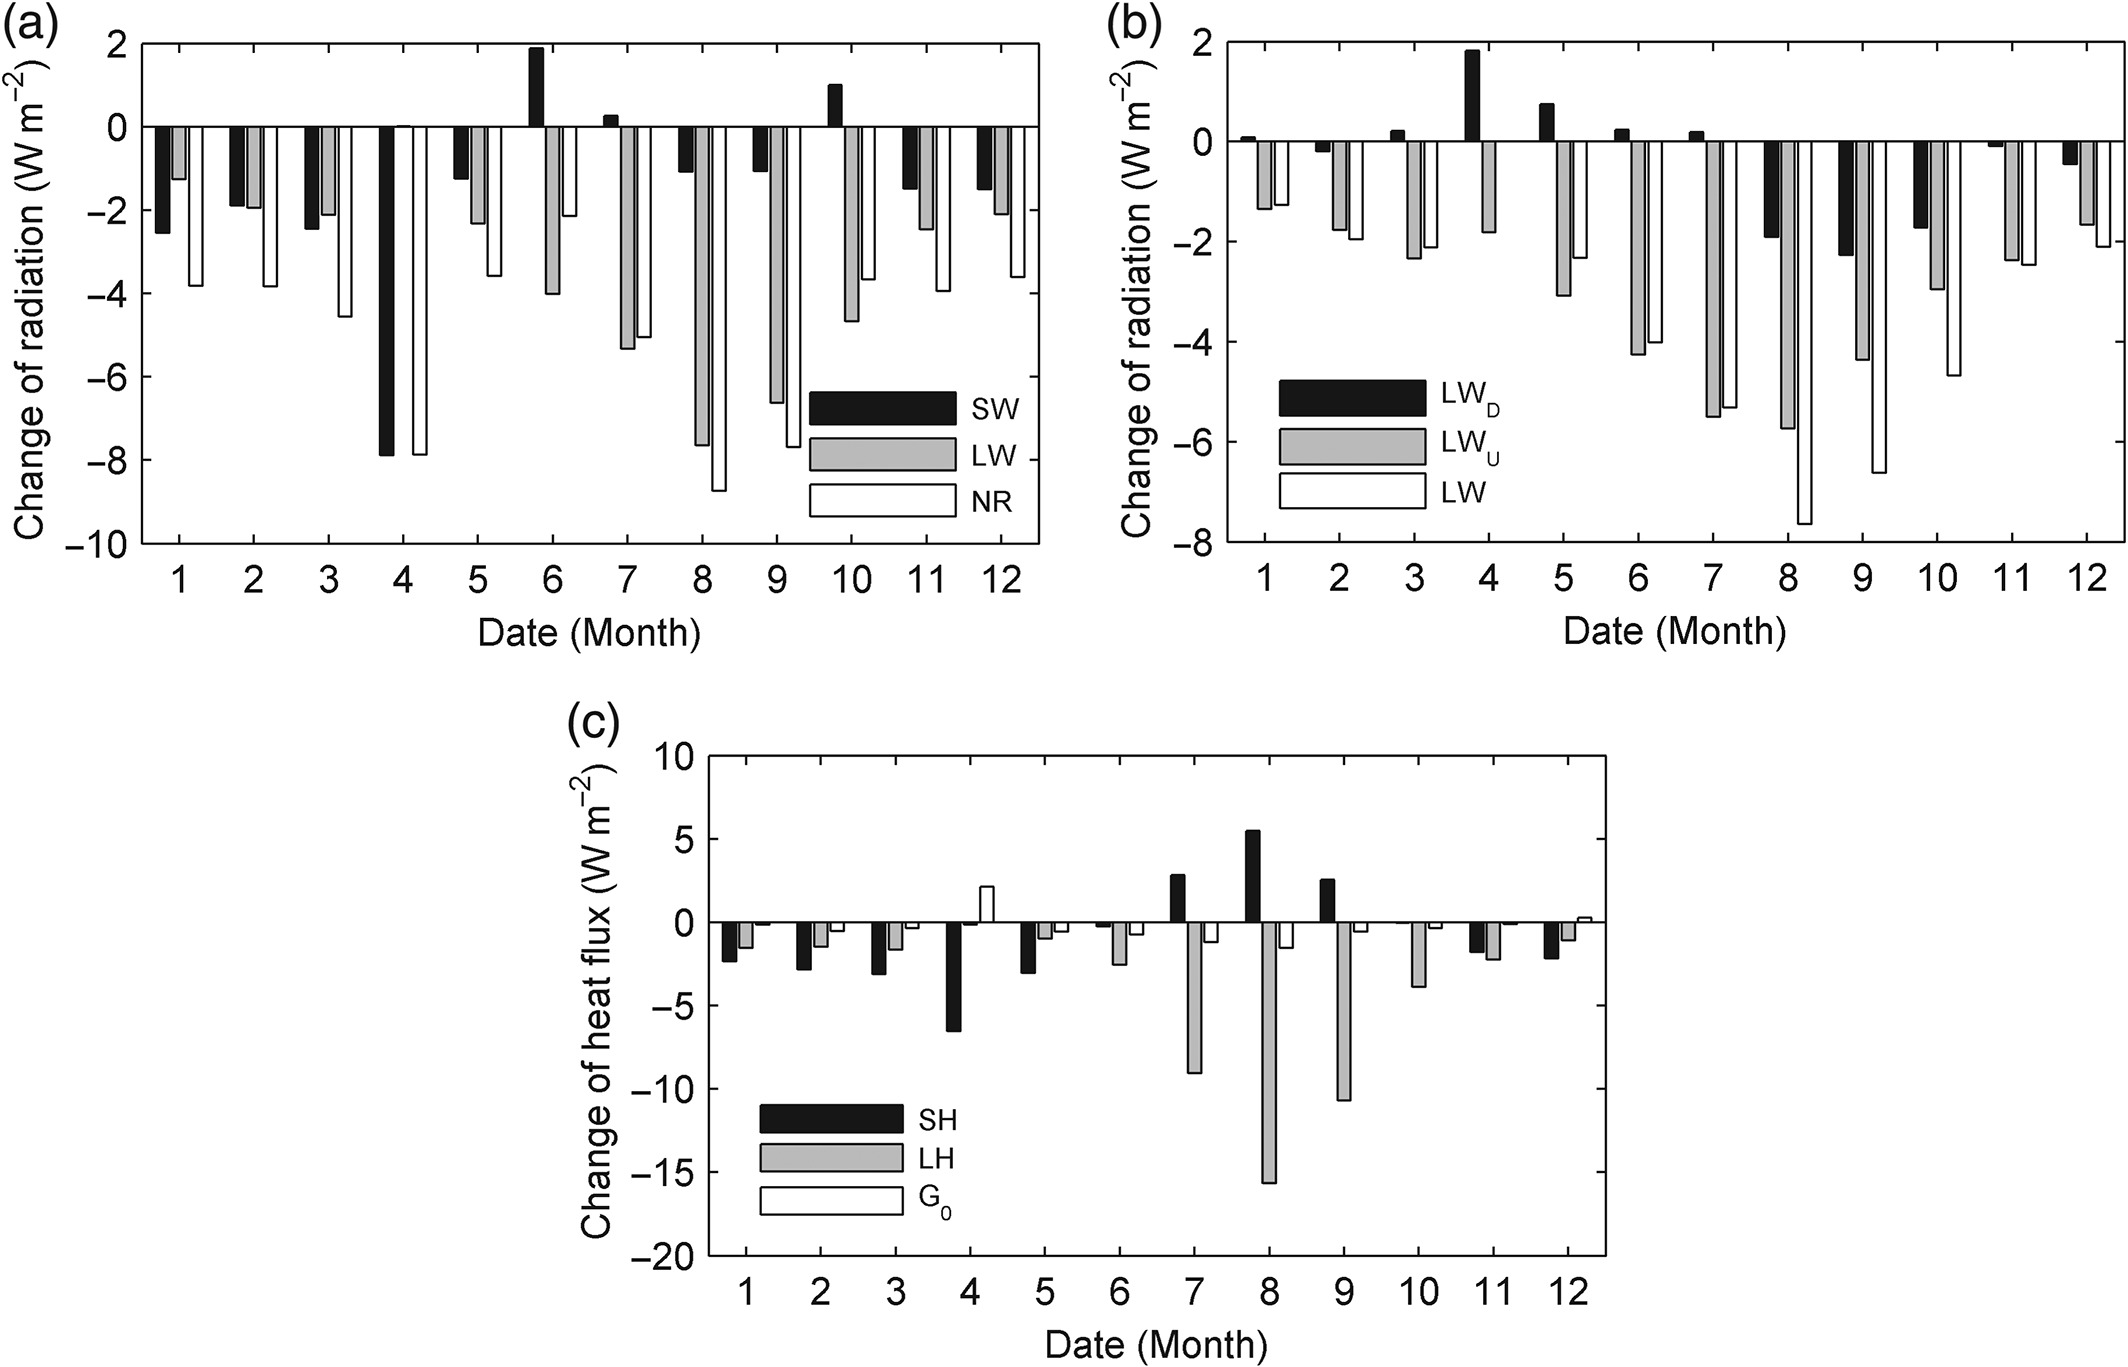 (a)
Change of radiation (W m−2)
2
0
−2
−4
−6
−8
−10
SW
LW
NR
1 2 3 4 5 6 7 8 9 10 11 12
Date (Month)
(b)
Change of radiation (W m−2)
2
0
−2
−4
−6
−8
LWD
LWU
LW
1 2 3 4 5 6 7 8 9 10 11 12
Date (Month)
(c)
Change of heat flux (W m−2)
10
5
0
−5
−10
−15
−20
SH
LH
G0
1 2 3 4 5 6 7 8 9 10 11 12
Date (Month)